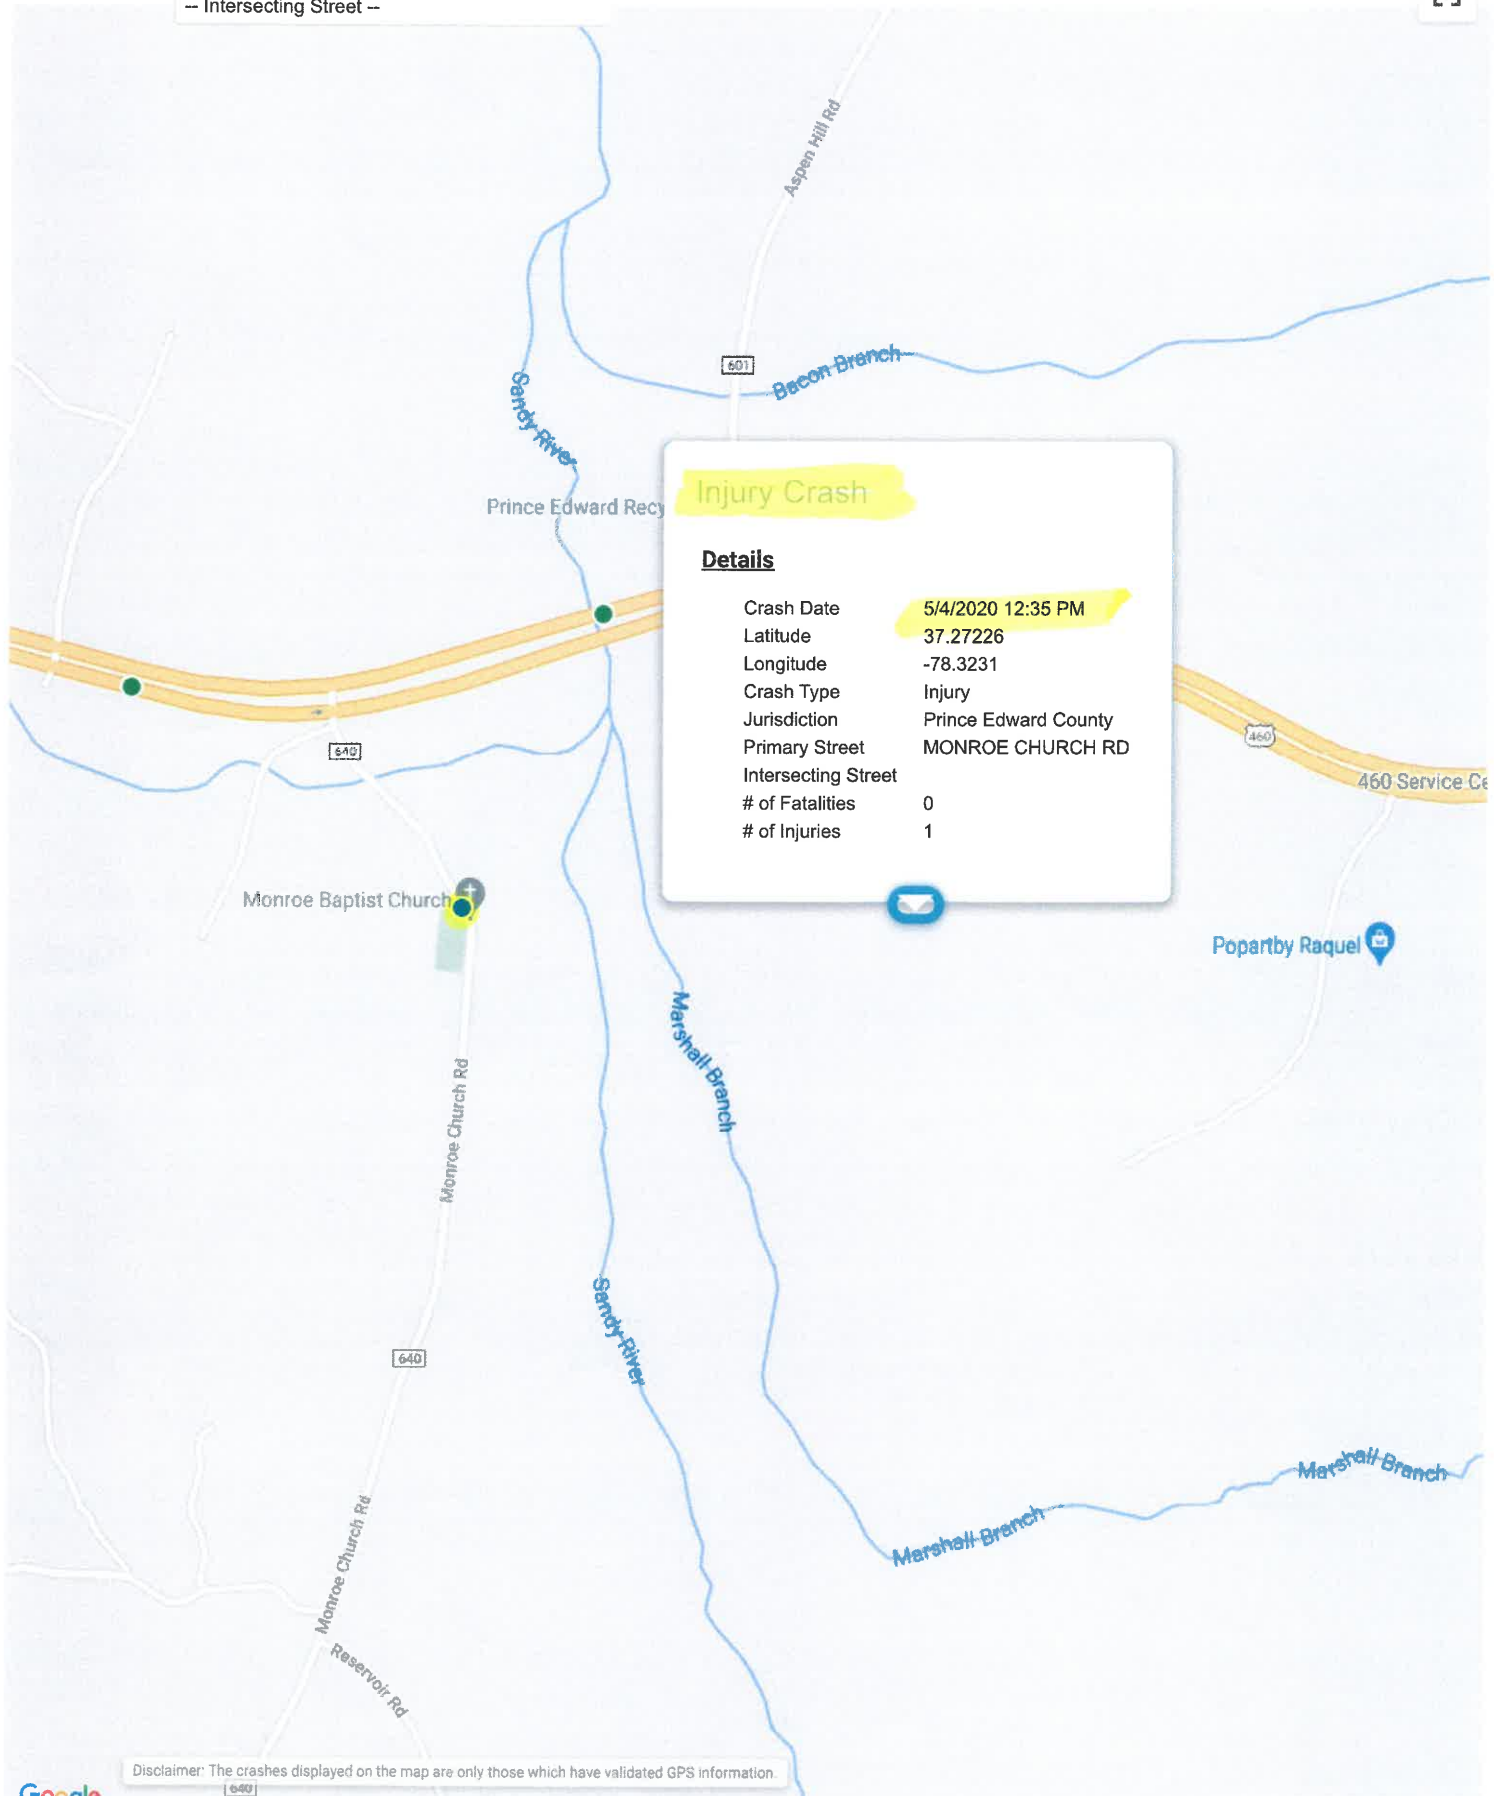 -- Intersecting Street --
Aspen Hill Rd
601
Bacon Branch
Sandy River
Prince Edward Recy
Injury Crash
Details
Crash Date 5/4/2020 12:35 PM
Latitude 37.27226
Longitude -78.3231
Crash Type Injury
Jurisdiction Prince Edward County
Primary Street MONROE CHURCH RD
Intersecting Street
# of Fatalities 0
# of Injuries 1
460
640
460 Service Ce
Monroe Baptist Church
Popartby Raquel
Marshall Branch
Monroe Church Rd
Sandy River
640
Marshall Branch
Marshall Branch
Monroe Church Rd
Reservoir Rd
Disclaimer: The crashes displayed on the map are only those which have validated GPS information.
640
Google